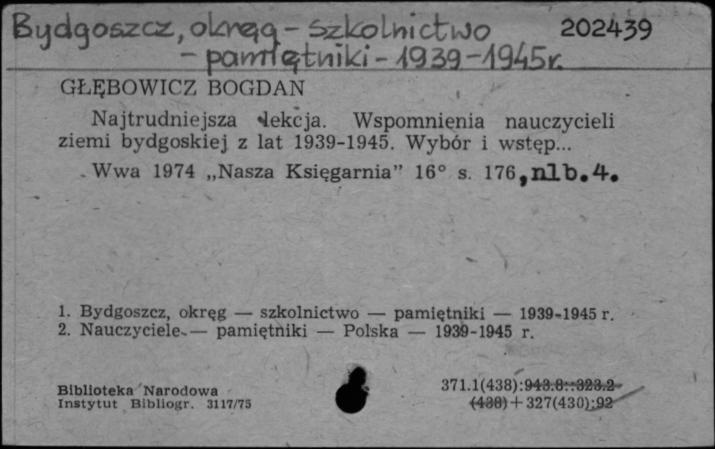 Bydgoszcz, okręg - szkolnictwo 202439
- pamiętniki - 1939-1945r.
GŁĘBOWICZ BOGDAN
Najtrudniejsza lekcja. Wspomnienia nauczycieli
ziemi bydgoskiej z lat 1939-1945. Wybór i wstęp...
Wwa 1974 „Nasza Księgarnia” 16° s. 176, nlb. 4.
1. Bydgoszcz, okręg — szkolnictwo — pamiętniki — 1939-1945 r.
2. Nauczyciele — pamiętniki — Polska — 1939-1945 r.
Biblioteka Narodowa 371.1(438):943.8::323.2-
Instytut Bibliogr. 3117/75 (438) + 327(430):92